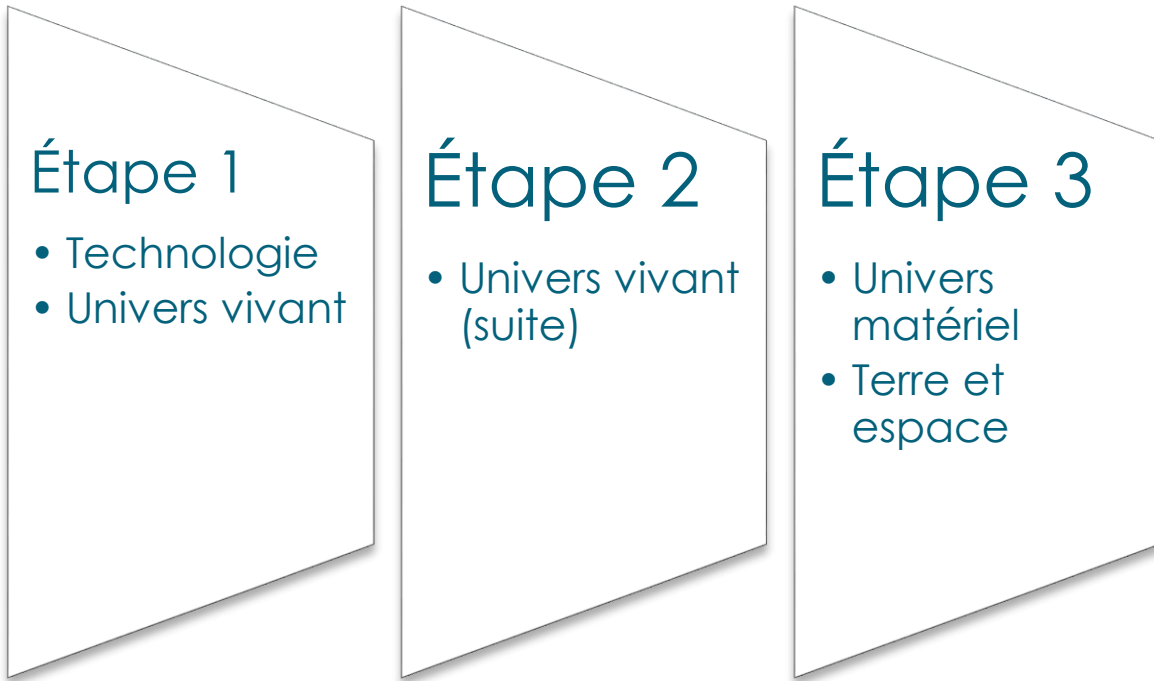 Étape 1
• Technologie
• Univers vivant
Étape 2
• Univers vivant
(suite)
Étape 3
• Univers
matériel
• Terre et
espace